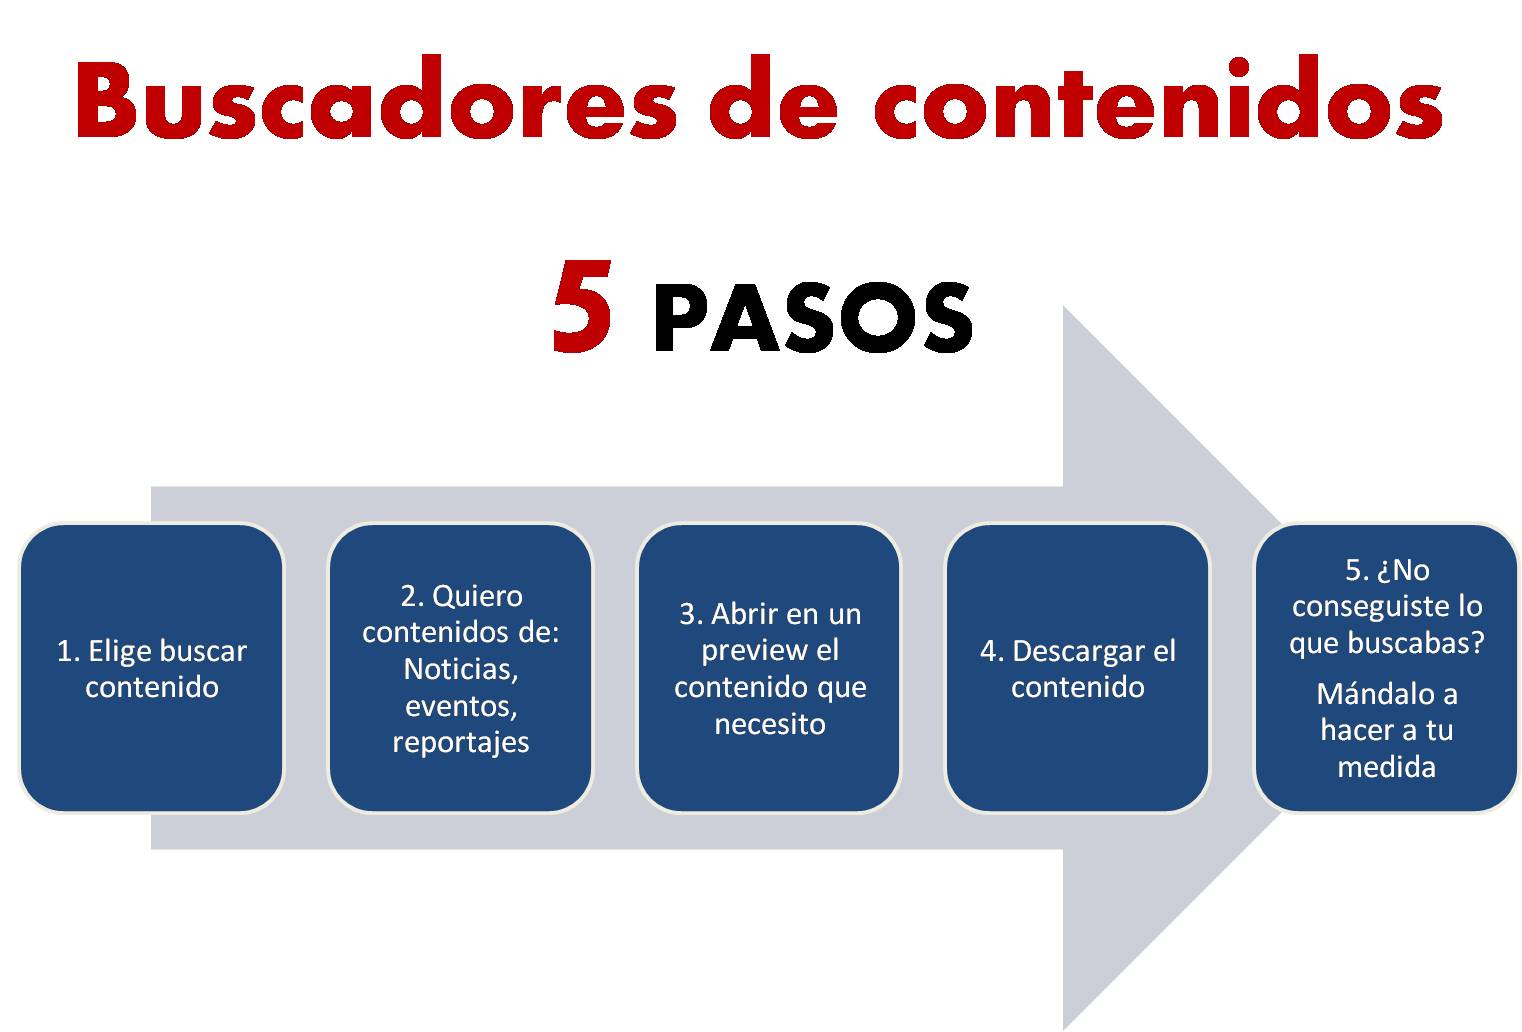 Buscadores de contenidos
5 PASOS
1. Elige buscar
contenido
2. Quiero
contenidos de:
Noticias,
eventos,
reportajes
3. Abrir en un
preview el
contenido que
necesito
4. Descargar el
contenido
5. ¿No
conseguiste lo
que buscabas?
Mándalo a
hacer a tu
medida